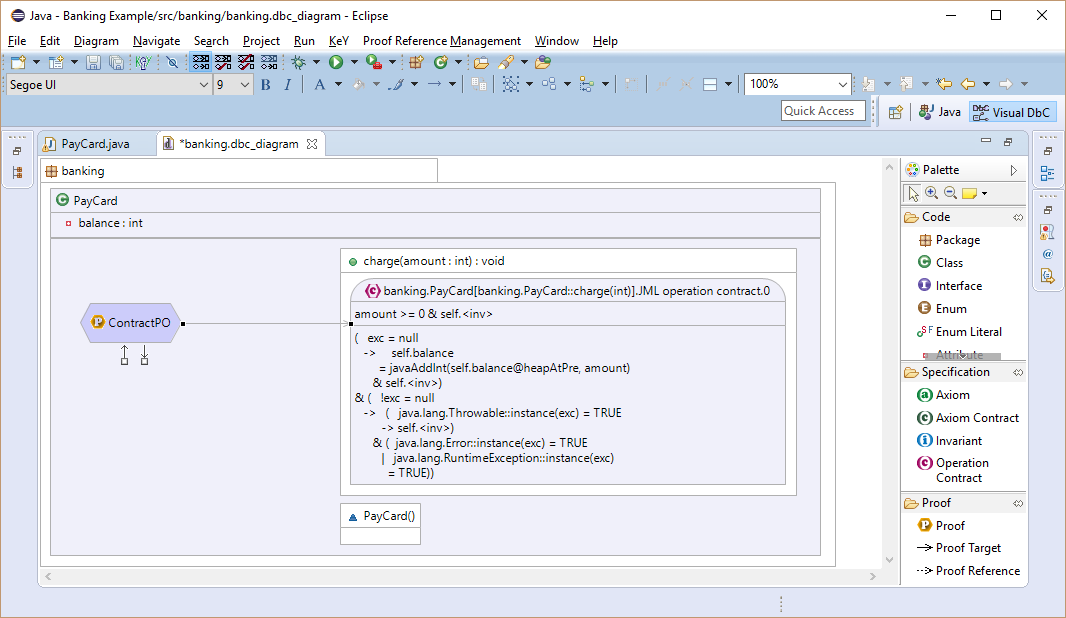 Java - Banking Example/src/banking/banking.dbc_diagram - Eclipse
File Edit Diagram Navigate Search Project Run KeY Proof Reference Management Window Help
Segoe UI 9 B I A 100%
Quick Access Java Visual DbC
PayCard.java *banking.dbc_diagram
banking
PayCard
balance : int
charge(amount : int) : void
banking.PayCard[banking.PayCard::charge(int)].JML operation contract.0
amount >= 0 & self.<inv>
( exc = null
-> self.balance
= javaAddInt(self.balance@heapAtPre, amount)
& self.<inv>)
& ( !exc = null
-> ( java.lang.Throwable::instance(exc) = TRUE
-> self.<inv>)
& ( java.lang.Error::instance(exc) = TRUE
| java.lang.RuntimeException::instance(exc)
= TRUE))
ContractPO
PayCard()
Palette
Code
Package
Class
Interface
Enum
Enum Literal
Attribute
Specification
Axiom
Axiom Contract
Invariant
Operation
Contract
Proof
Proof
Proof Target
Proof Reference